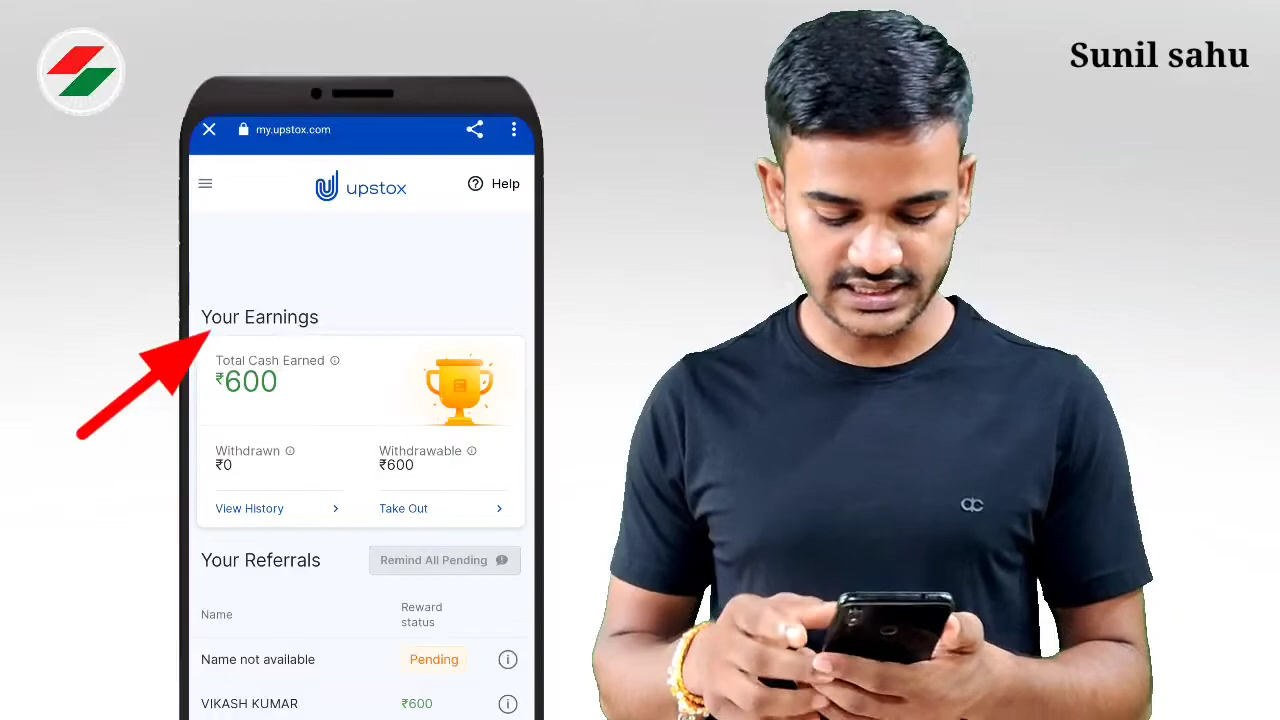 Sunil sahu
my.upstox.com
upstox
Help
Your Earnings
Total Cash Earned
₹600
Withdrawn
₹0
Withdrawable
₹600
View History
Take Out
Your Referrals
Remind All Pending
Name
Reward
status
Name not available
Pending
VIKASH KUMAR
₹600